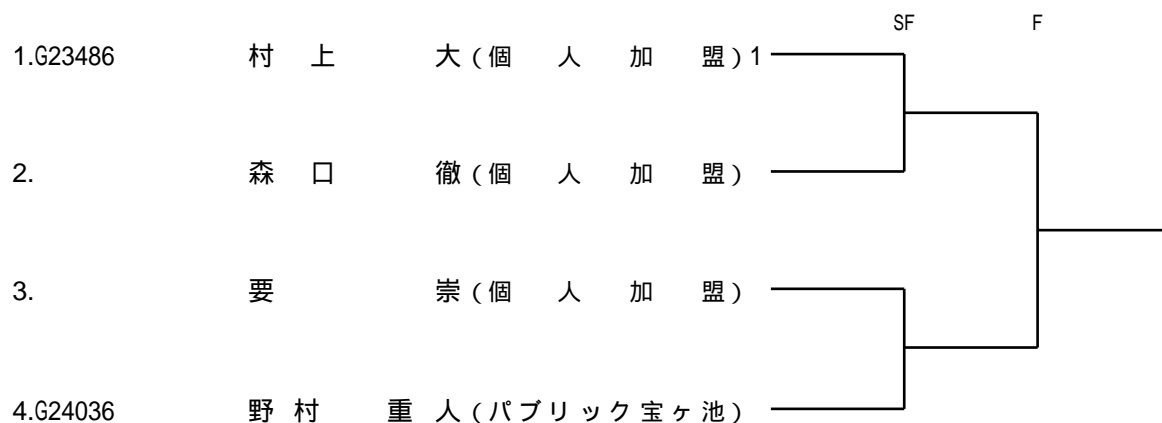 SF F
1.G23486 村上 大(個人加盟)1
2. 森口 徹(個人加盟)
3. 要 崇(個人加盟)
4.G24036 野村 重人(パブリック宝ヶ池)